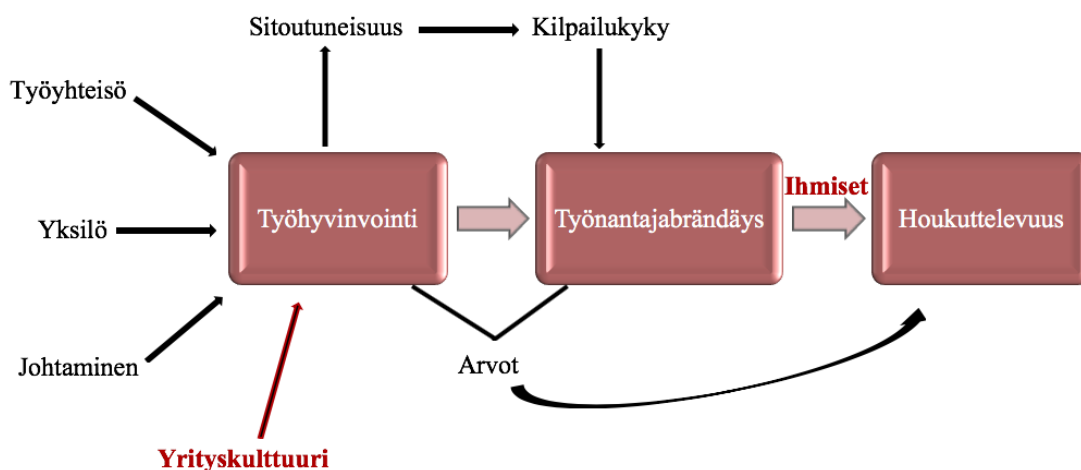 Sitoutuneisuus
Kilpailukyky
Työyhteisö
Ihmiset
Työhyvinvointi
Työnantajabrändäys
Houkuttelevuus
Yksilö
Johtaminen
Arvot
Yrityskulttuuri